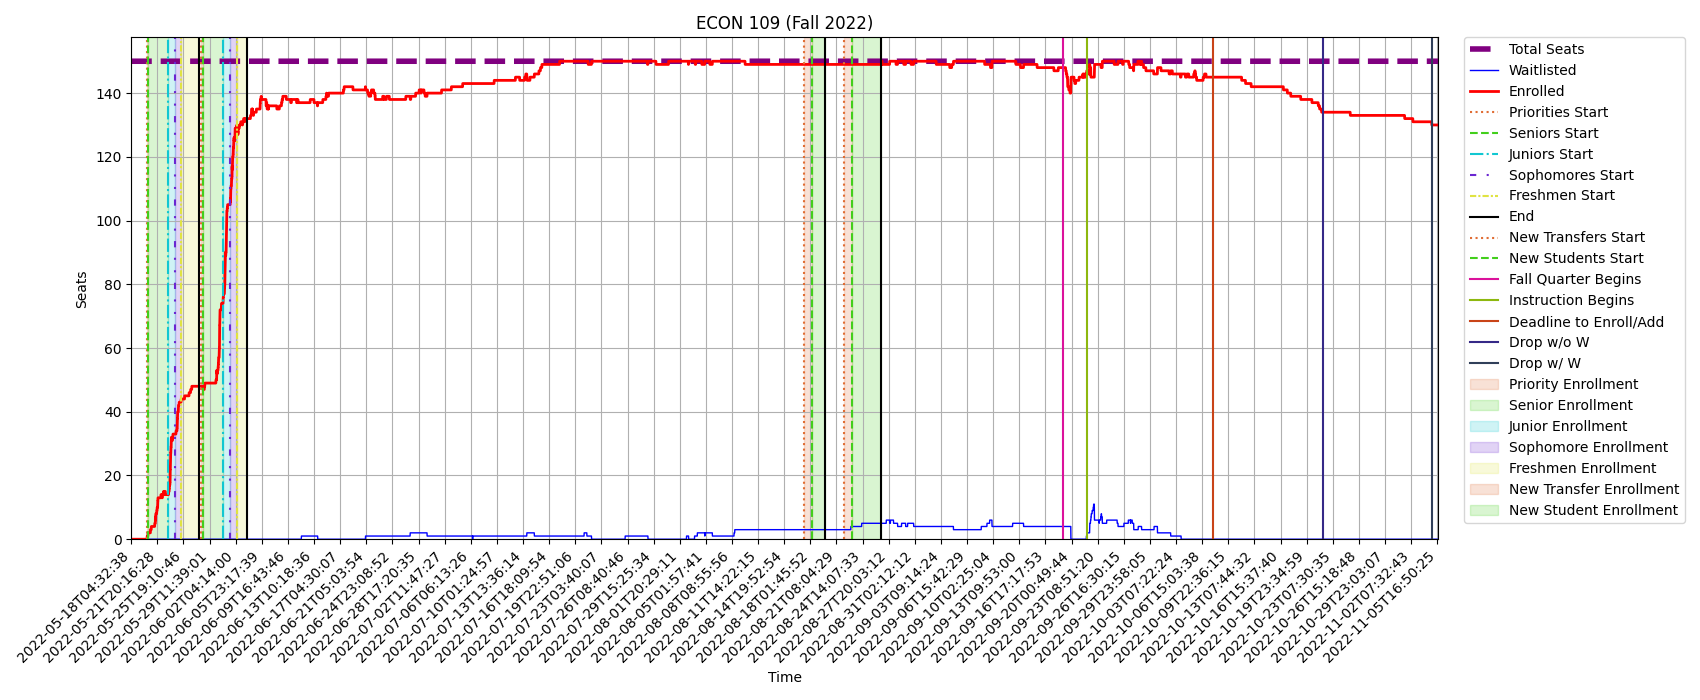 ECON 109 (Fall 2022)
Seats
140
120
100
80
60
40
20
0
2022-05-18T04:32:38
2022-05-21T20:16:28
2022-05-25T19:10:46
2022-05-29T11:39:01
2022-06-02T04:14:00
2022-06-05T23:17:39
2022-06-09T16:43:46
2022-06-13T10:18:36
2022-06-17T04:30:07
2022-06-21T05:03:54
2022-06-24T23:08:52
2022-06-28T17:20:35
2022-07-02T11:47:27
2022-07-06T06:13:26
2022-07-10T01:24:57
2022-07-13T13:36:14
2022-07-16T18:09:54
2022-07-19T22:51:06
2022-07-23T03:40:07
2022-07-26T08:40:46
2022-07-29T15:25:34
2022-08-01T20:29:11
2022-08-05T01:57:41
2022-08-08T08:55:56
2022-08-11T14:22:15
2022-08-14T19:52:54
2022-08-18T01:45:52
2022-08-21T08:04:29
2022-08-24T14:07:33
2022-08-27T20:03:12
2022-08-31T02:12:12
2022-09-03T09:14:24
2022-09-06T15:42:29
2022-09-10T02:25:04
2022-09-13T09:53:00
2022-09-16T17:17:53
2022-09-20T00:49:44
2022-09-23T08:51:20
2022-09-26T16:30:15
2022-09-29T23:58:05
2022-10-03T07:22:24
2022-10-06T15:03:38
2022-10-09T22:36:15
2022-10-13T07:44:32
2022-10-16T15:37:40
2022-10-19T23:34:59
2022-10-23T07:30:35
2022-10-26T15:18:48
2022-10-29T23:03:07
2022-11-02T07:32:43
2022-11-05T16:50:25
Time
Total Seats
Waitlisted
Enrolled
Priorities Start
Seniors Start
Juniors Start
Sophomores Start
Freshmen Start
End
New Transfers Start
New Students Start
Fall Quarter Begins
Instruction Begins
Deadline to Enroll/Add
Drop w/o W
Drop w/ W
Priority Enrollment
Senior Enrollment
Junior Enrollment
Sophomore Enrollment
Freshmen Enrollment
New Transfer Enrollment
New Student Enrollment